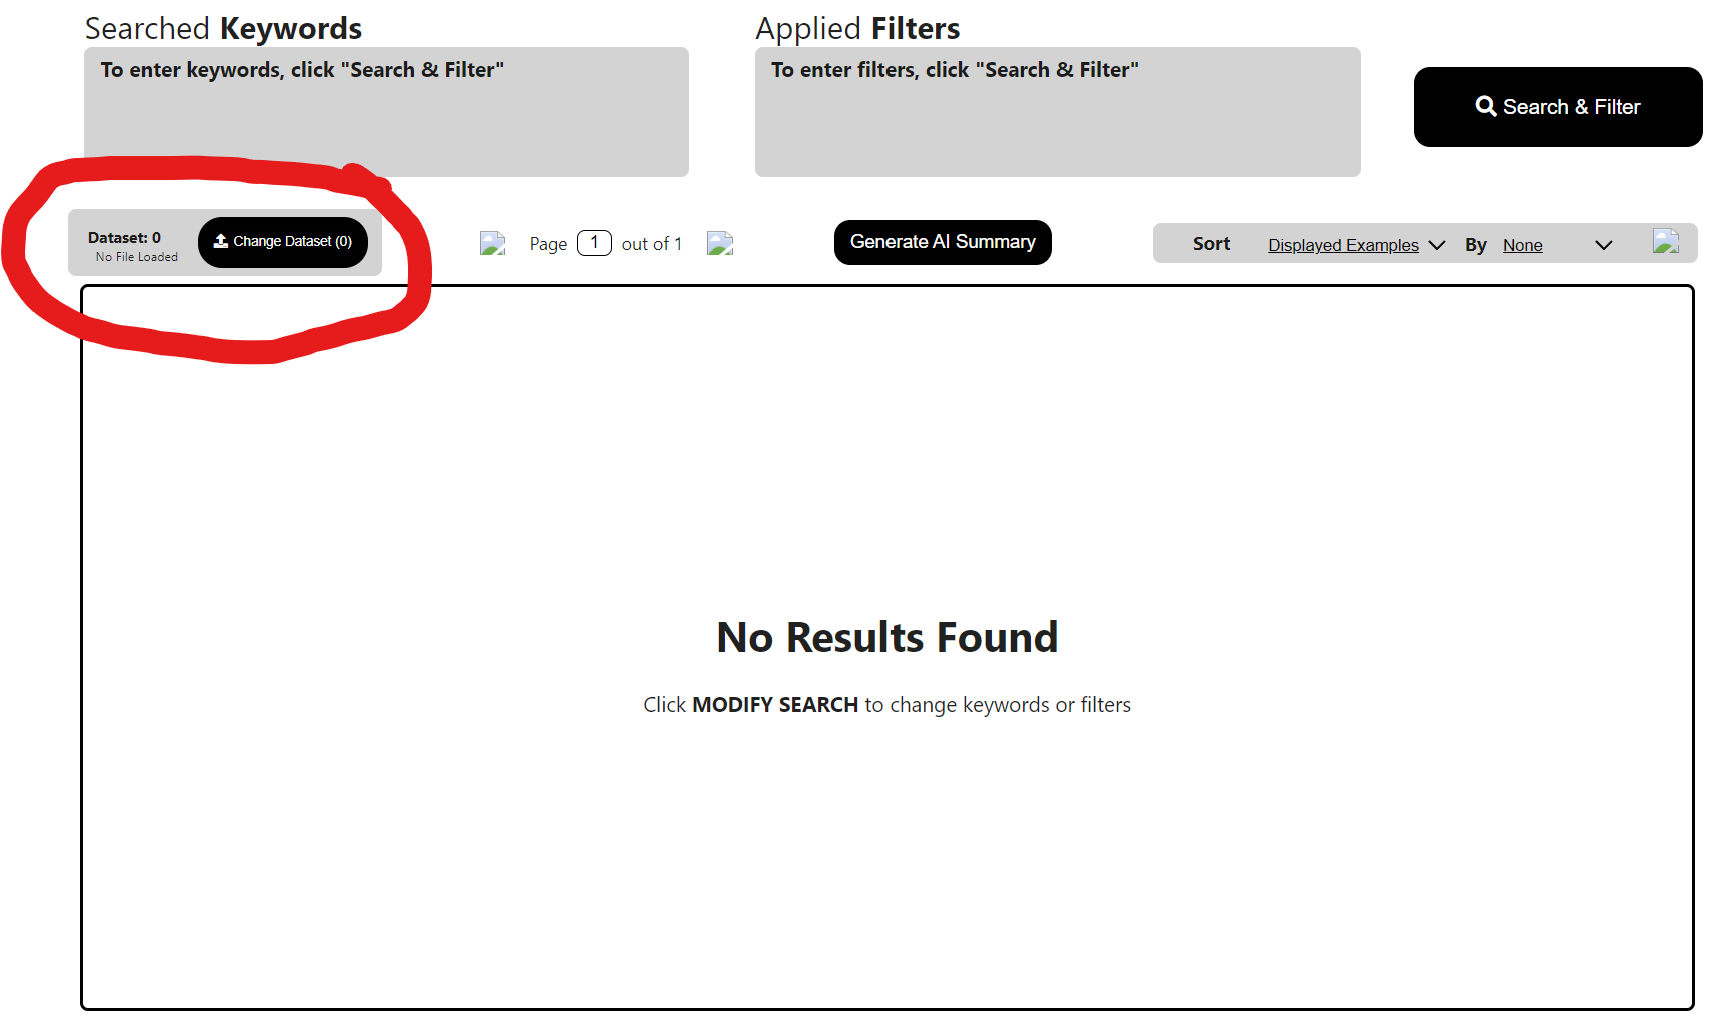 Searched Keywords
To enter keywords, click "Search & Filter"
Applied Filters
To enter filters, click "Search & Filter"
Search & Filter
Dataset: 0
No File Loaded
Change Dataset (0)
Page 1 out of 1
Generate AI Summary
Sort Displayed Examples By None
No Results Found
Click MODIFY SEARCH to change keywords or filters